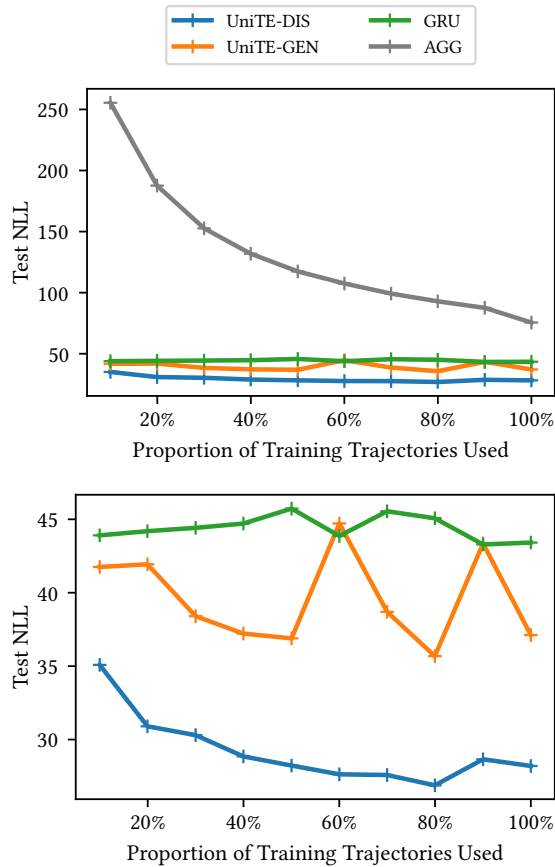 UniTE-DIS
GRU
UniTE-GEN
AGG
250
200
150
100
50
Test NLL
20%
40%
60%
80%
100%
Proportion of Training Trajectories Used
45
40
35
30
Test NLL
20%
40%
60%
80%
100%
Proportion of Training Trajectories Used